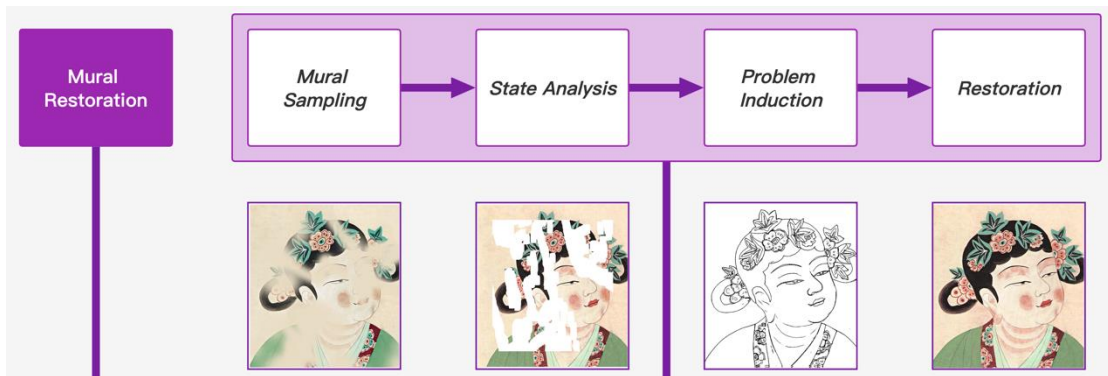 Mural
Restoration
Mural
Sampling
State Analysis
Problem
Induction
Restoration